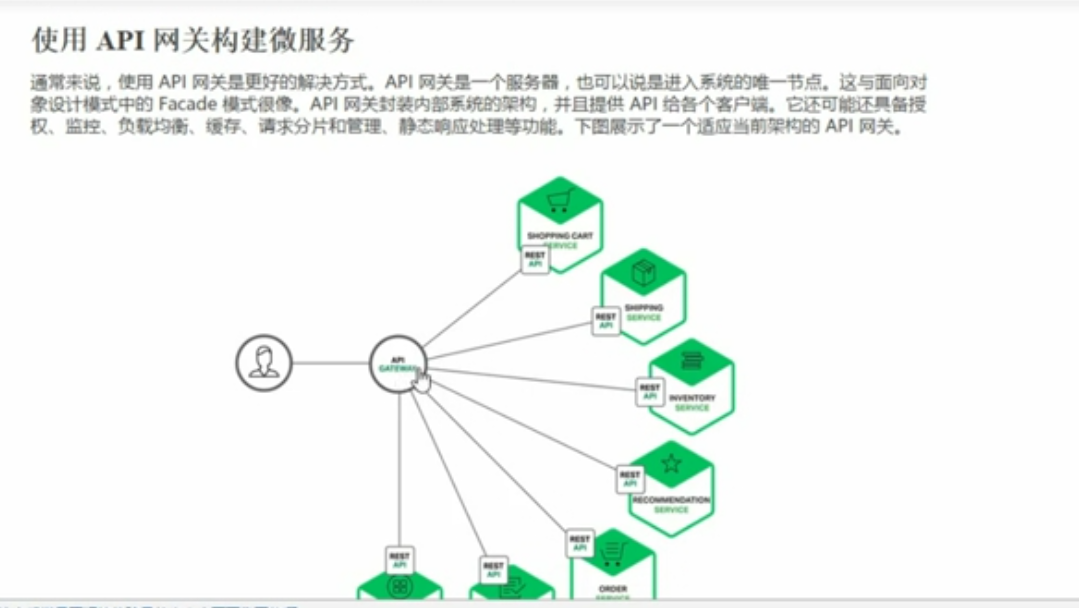 使用 API 网关构建微服务
通常来说，使用 API 网关是更好的解决方式。API 网关是一个服务器，也可以说是进入系统的唯一节点。这与面向对
象设计模式中的 Facade 模式很像。API 网关封装内部系统的架构，并且提供 API 给各个客户端。它还可能还具备授
权、监控、负载均衡、缓存、请求分片和管理、静态响应处理等功能。下图展示了一个适应当前架构的 API 网关。
SHOPPING CART
SERVICE
REST
API
SHIPPING
SERVICE
REST
API
API
GATEWAY
REST
API
INVENTORY
SERVICE
REST
API
RECOMMENDATION
SERVICE
REST
API
REST
API
REST
API
ORDER
SERVICE